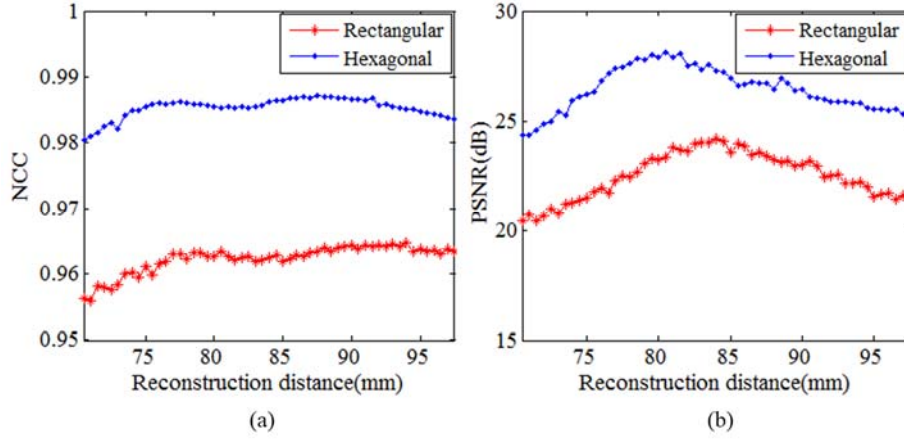 1
0.99
0.98
0.97
0.96
0.95
NCC
75 80 85 90 95
Reconstruction distance(mm)
Rectangular
Hexagonal
(a)
30
25
20
15
PSNR(dB)
75 80 85 90 95
Reconstruction distance(mm)
Rectangular
Hexagonal
(b)